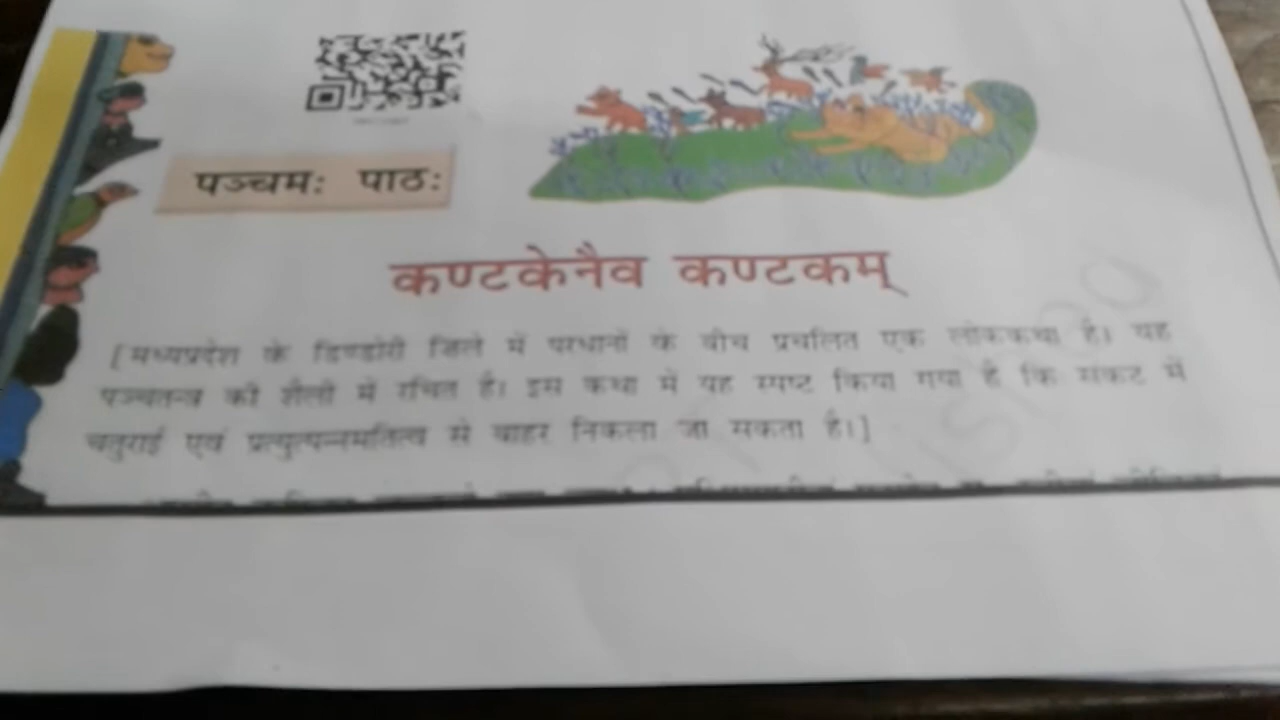 पञ्चमः पाठः
कण्टकेनैव कण्टकम्
[मध्यप्रदेश के डिण्डोरी जिले में परधानों के बीच प्रचलित एक लोककथा है। यह
पञ्चतन्त्र की शैली में रचित है। इस कथा में यह स्पष्ट किया गया है कि संकट में
चतुराई एवं प्रत्युत्पन्नमतित्व से बाहर निकला जा सकता है।]